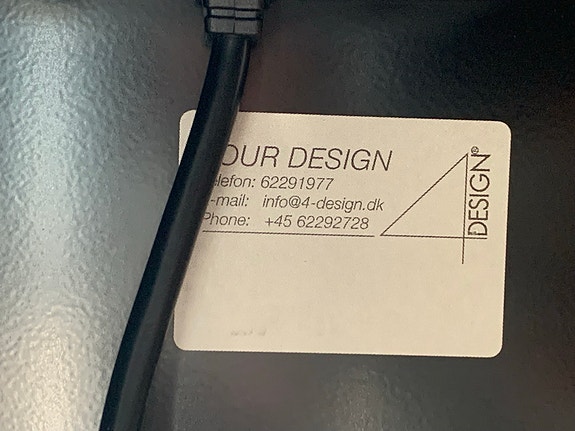 OUR DESIGN
elefon: 62291977
-mail: info@4-design.dk
Phone: +45 62292728
DESIGN®